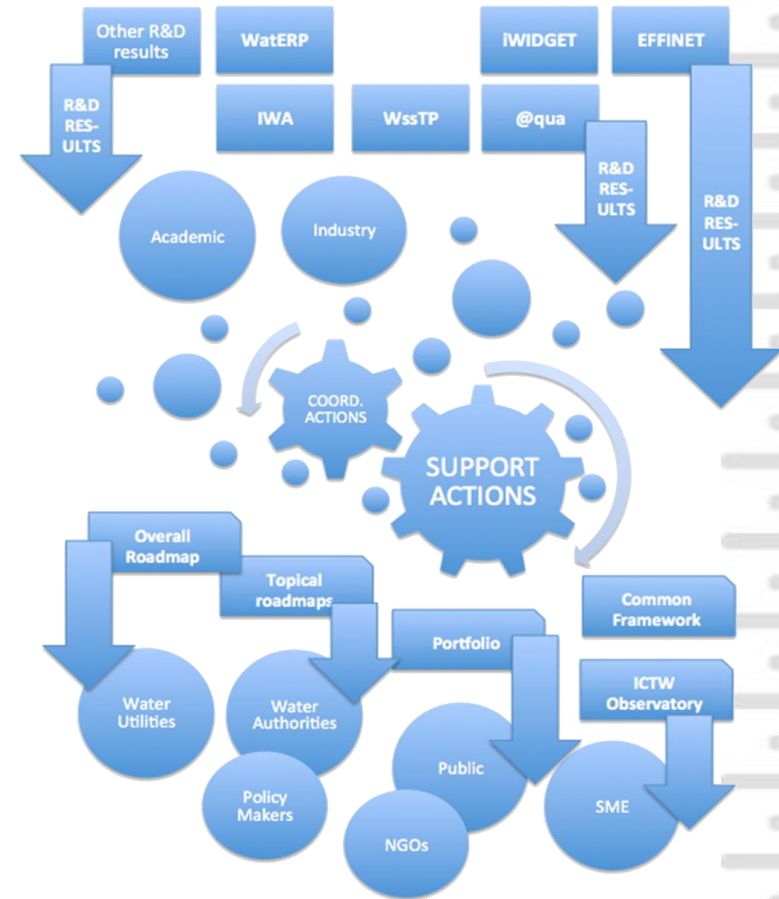 Other R&D
results
WatERP
iWIDGET
EFFINET
R&D
RES-
ULTS
IWA
WssTP
@qua
R&D
RES-
ULTS
R&D
RES-
ULTS
Academic
Industry
COORD.
ACTIONS
SUPPORT
ACTIONS
Overall
Roadmap
Topical
roadmaps
Portfolio
Common
Framework
ICTW
Observatory
Water
Utilities
Water
Authorities
Policy
Makers
Public
NGOs
SME